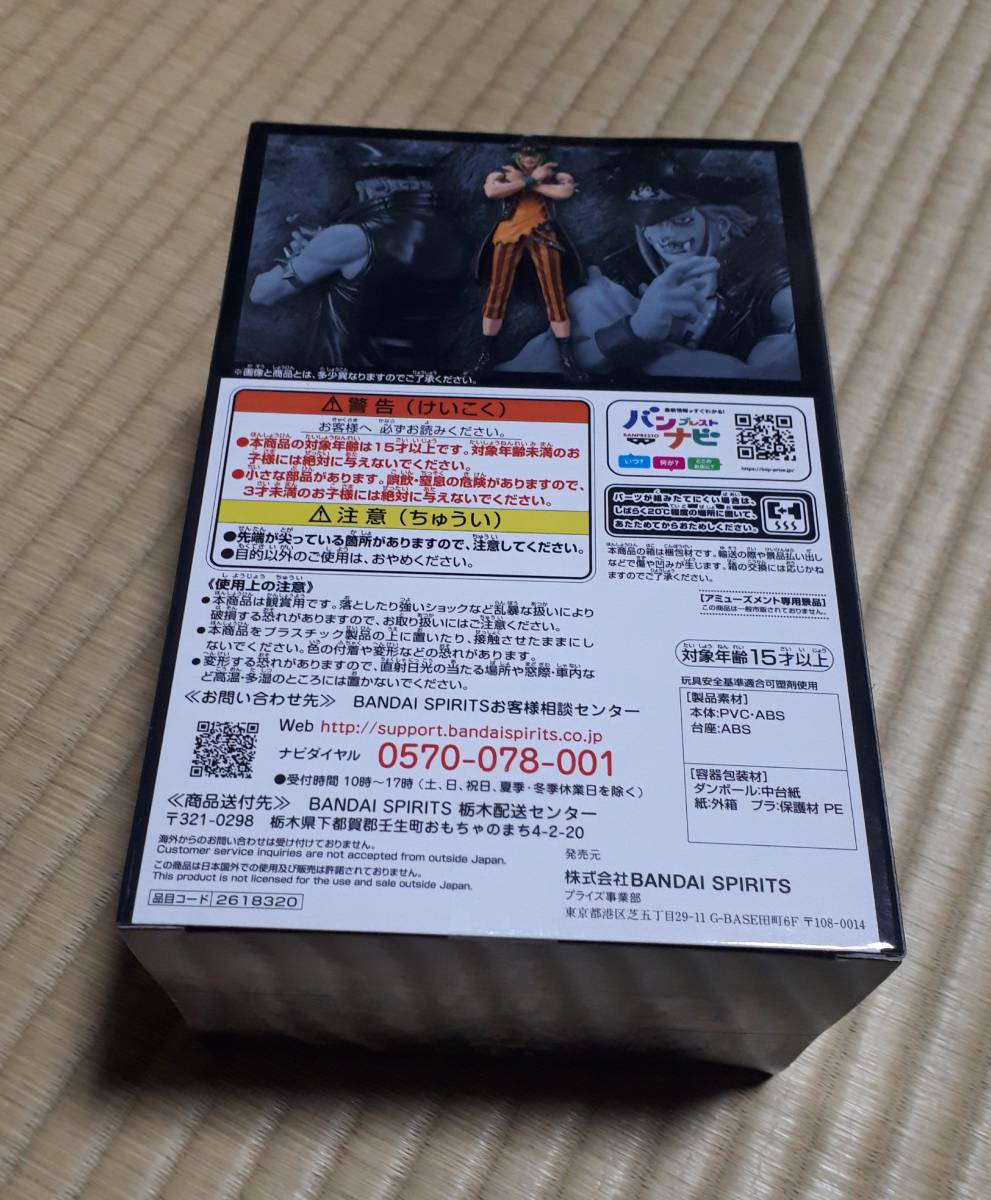 ※画像と商品とは、多少異なりますのでご了承ください。
⚠警告(けいこく)
お客様へ 必ずお読みください。
●本商品の対象年齢は15才以上です。対象年齢未満のお
子様には絶対に与えないでください。
●小さな部品があります。誤飲・窒息の危険がありますので、
3才未満のお子様には絶対に与えないでください。
⚠注意(ちゅうい)
●先端が尖っている箇所がありますので、注意してください。
●目的以外のご使用は、おやめください。
最新情報がすぐわかる!
バンプレストナビ
BANPRESTO
いつ? 何が? どこのお店に?
https://bsp-prize.jp/
パーツが組みたてにくい場合は、
しばらく20℃程度の場所に置いて、
あたためてからおためしください。
本商品の箱は梱包材です。輸送の際や景品払い出し
などで傷や凹みが生じます。箱の交換には応じかね
ますのでご了承ください。
[アミューズメント専用景品]
この商品は一般市販されておりません。
対象年齢15才以上
玩具安全基準適合可塑剤使用
[製品素材]
本体:PVC・ABS
台座:ABS
[容器包装材]
ダンボール:中台紙
紙:外箱 プラ:保護材 PE
《使用上の注意》
●本商品は観賞用です。落としたり強いショックなど乱暴な扱いにより
破損する恐れがありますので、お取り扱いにはご注意ください。
●本商品をプラスチック製品の上に置いたり、接触させたままにし
ないでください。色の付着や変形などの恐れがあります。
●変形する恐れがありますので、直射日光の当たる場所や窓際・車内な
ど高温・多湿のところには置かないでください。
≪お問い合わせ先≫ BANDAI SPIRITSお客様相談センター
Web http://support.bandaispirits.co.jp
ナビダイヤル 0570-078-001
●受付時間 10時～17時(土、日、祝日、夏季・冬季休業日を除く)
≪商品送付先≫ BANDAI SPIRITS 栃木配送センター
〒321-0298 栃木県下都賀郡壬生町おもちゃのまち4-2-20
海外からのお問い合わせは受け付けておりません。
Customer service inquiries are not accepted from outside Japan.
この商品は日本国外での使用及び販売は許諾されておりません。
This product is not licensed for the use and sale outside Japan.
品目コード 2618320
発売元
株式会社BANDAI SPIRITS
プライズ事業部
東京都港区芝五丁目29-11 G-BASE田町6F 〒108-0014